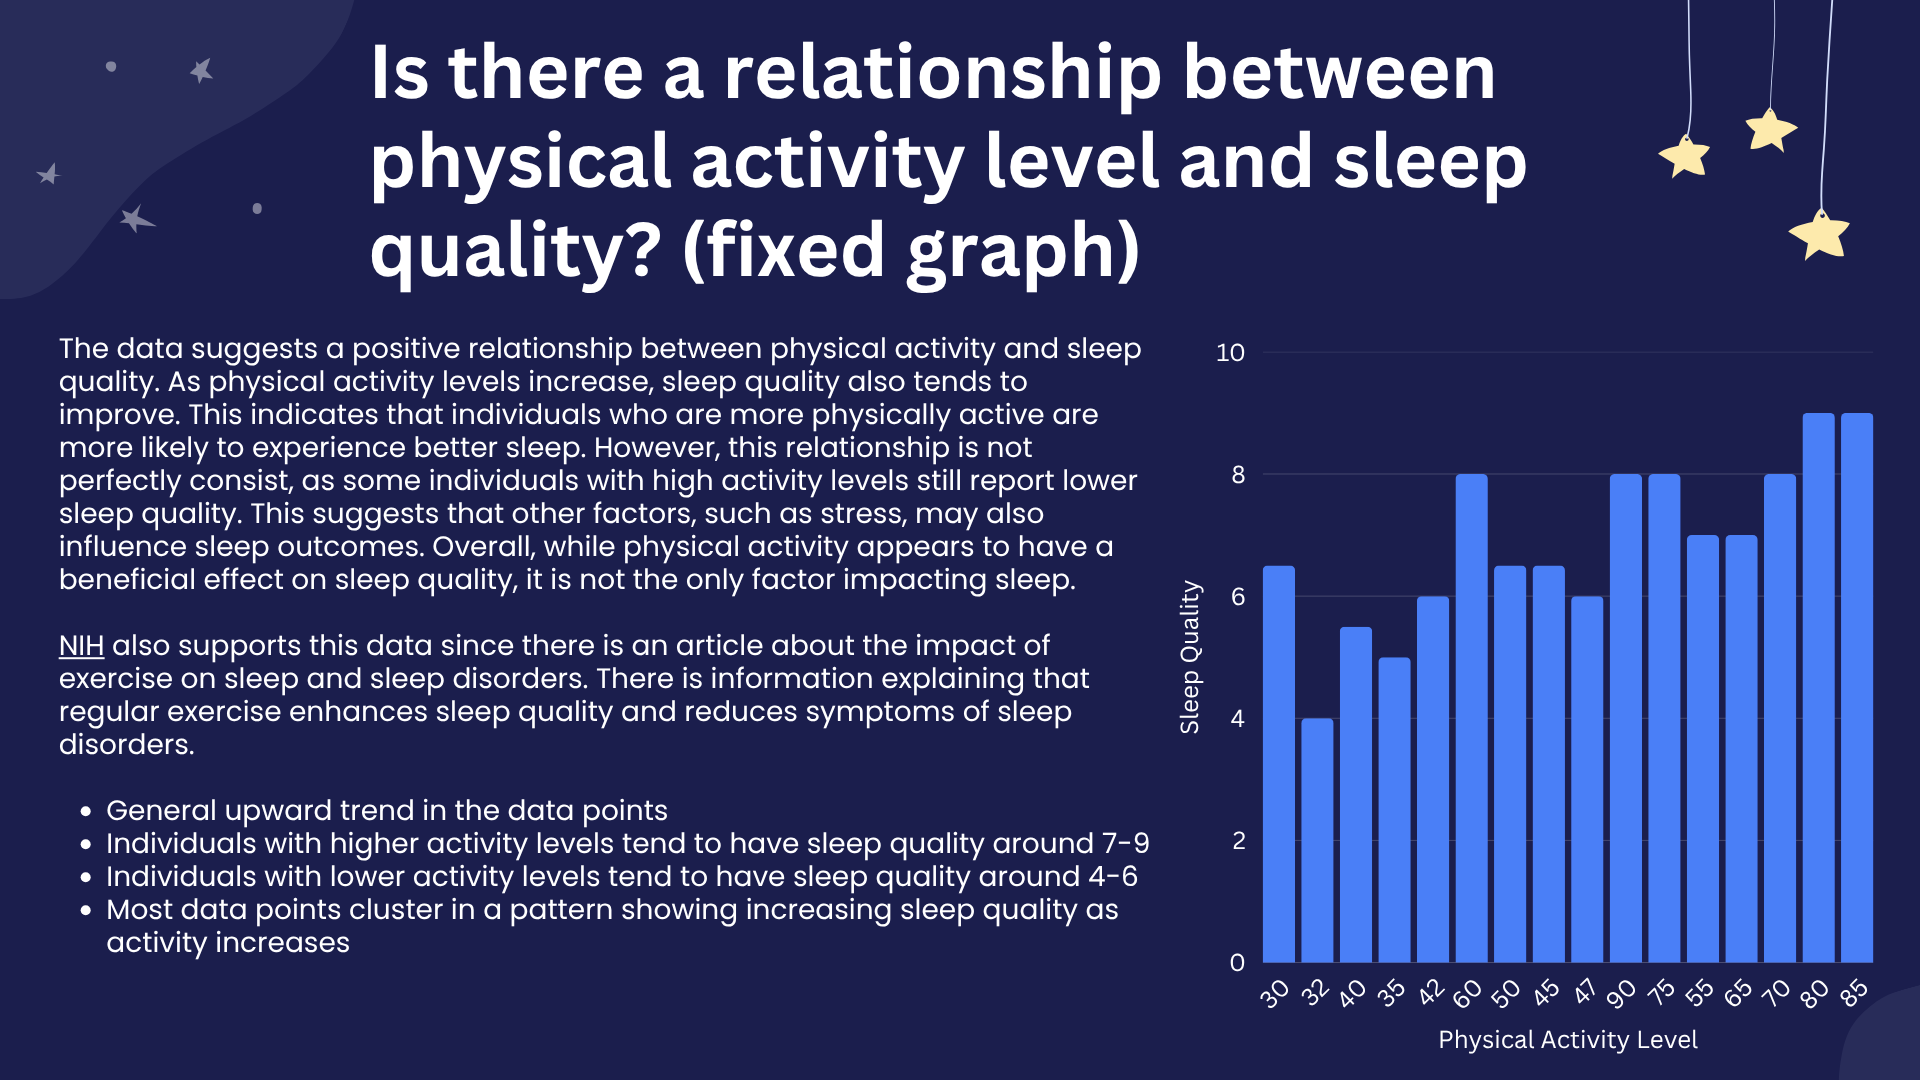 Is there a relationship between
physical activity level and sleep
quality? (fixed graph)
The data suggests a positive relationship between physical activity and sleep
quality. As physical activity levels increase, sleep quality also tends to
improve. This indicates that individuals who are more physically active are
more likely to experience better sleep. However, this relationship is not
perfectly consist, as some individuals with high activity levels still report lower
sleep quality. This suggests that other factors, such as stress, may also
influence sleep outcomes. Overall, while physical activity appears to have a
beneficial effect on sleep quality, it is not the only factor impacting sleep.
NIH also supports this data since there is an article about the impact of
exercise on sleep and sleep disorders. There is information explaining that
regular exercise enhances sleep quality and reduces symptoms of sleep
disorders.
• General upward trend in the data points
• Individuals with higher activity levels tend to have sleep quality around 7-9
• Individuals with lower activity levels tend to have sleep quality around 4-6
• Most data points cluster in a pattern showing increasing sleep quality as
activity increases
Sleep Quality
10
8
6
4
2
0
30 32 40 35 42 60 50 45 47 90 75 55 65 70 80 85
Physical Activity Level